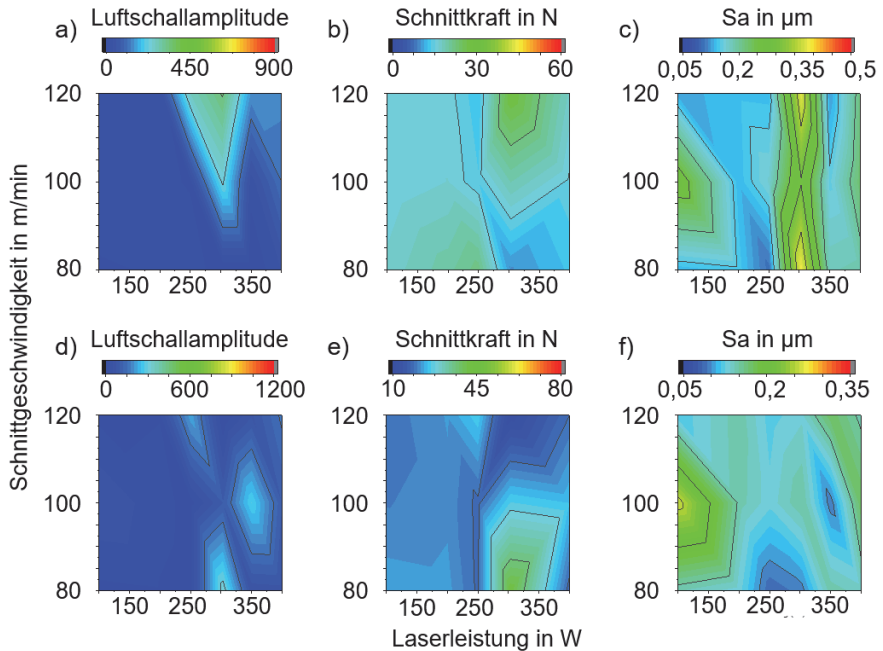 a) Luftschallamplitude
0 450 900
b) Schnittkraft in N
0 30 60
c) Sa in µm
0,05 0,2 0,35 0,5
120
100
80
150 250 350
120
100
80
150 250 350
120
100
80
150 250 350
d) Luftschallamplitude
0 600 1200
e) Schnittkraft in N
10 45 80
f) Sa in µm
0,05 0,2 0,35
120
100
80
150 250 350
120
100
80
150 250 350
120
100
80
150 250 350
Schnittgeschwindigkeit in m/min
Laserleistung in W